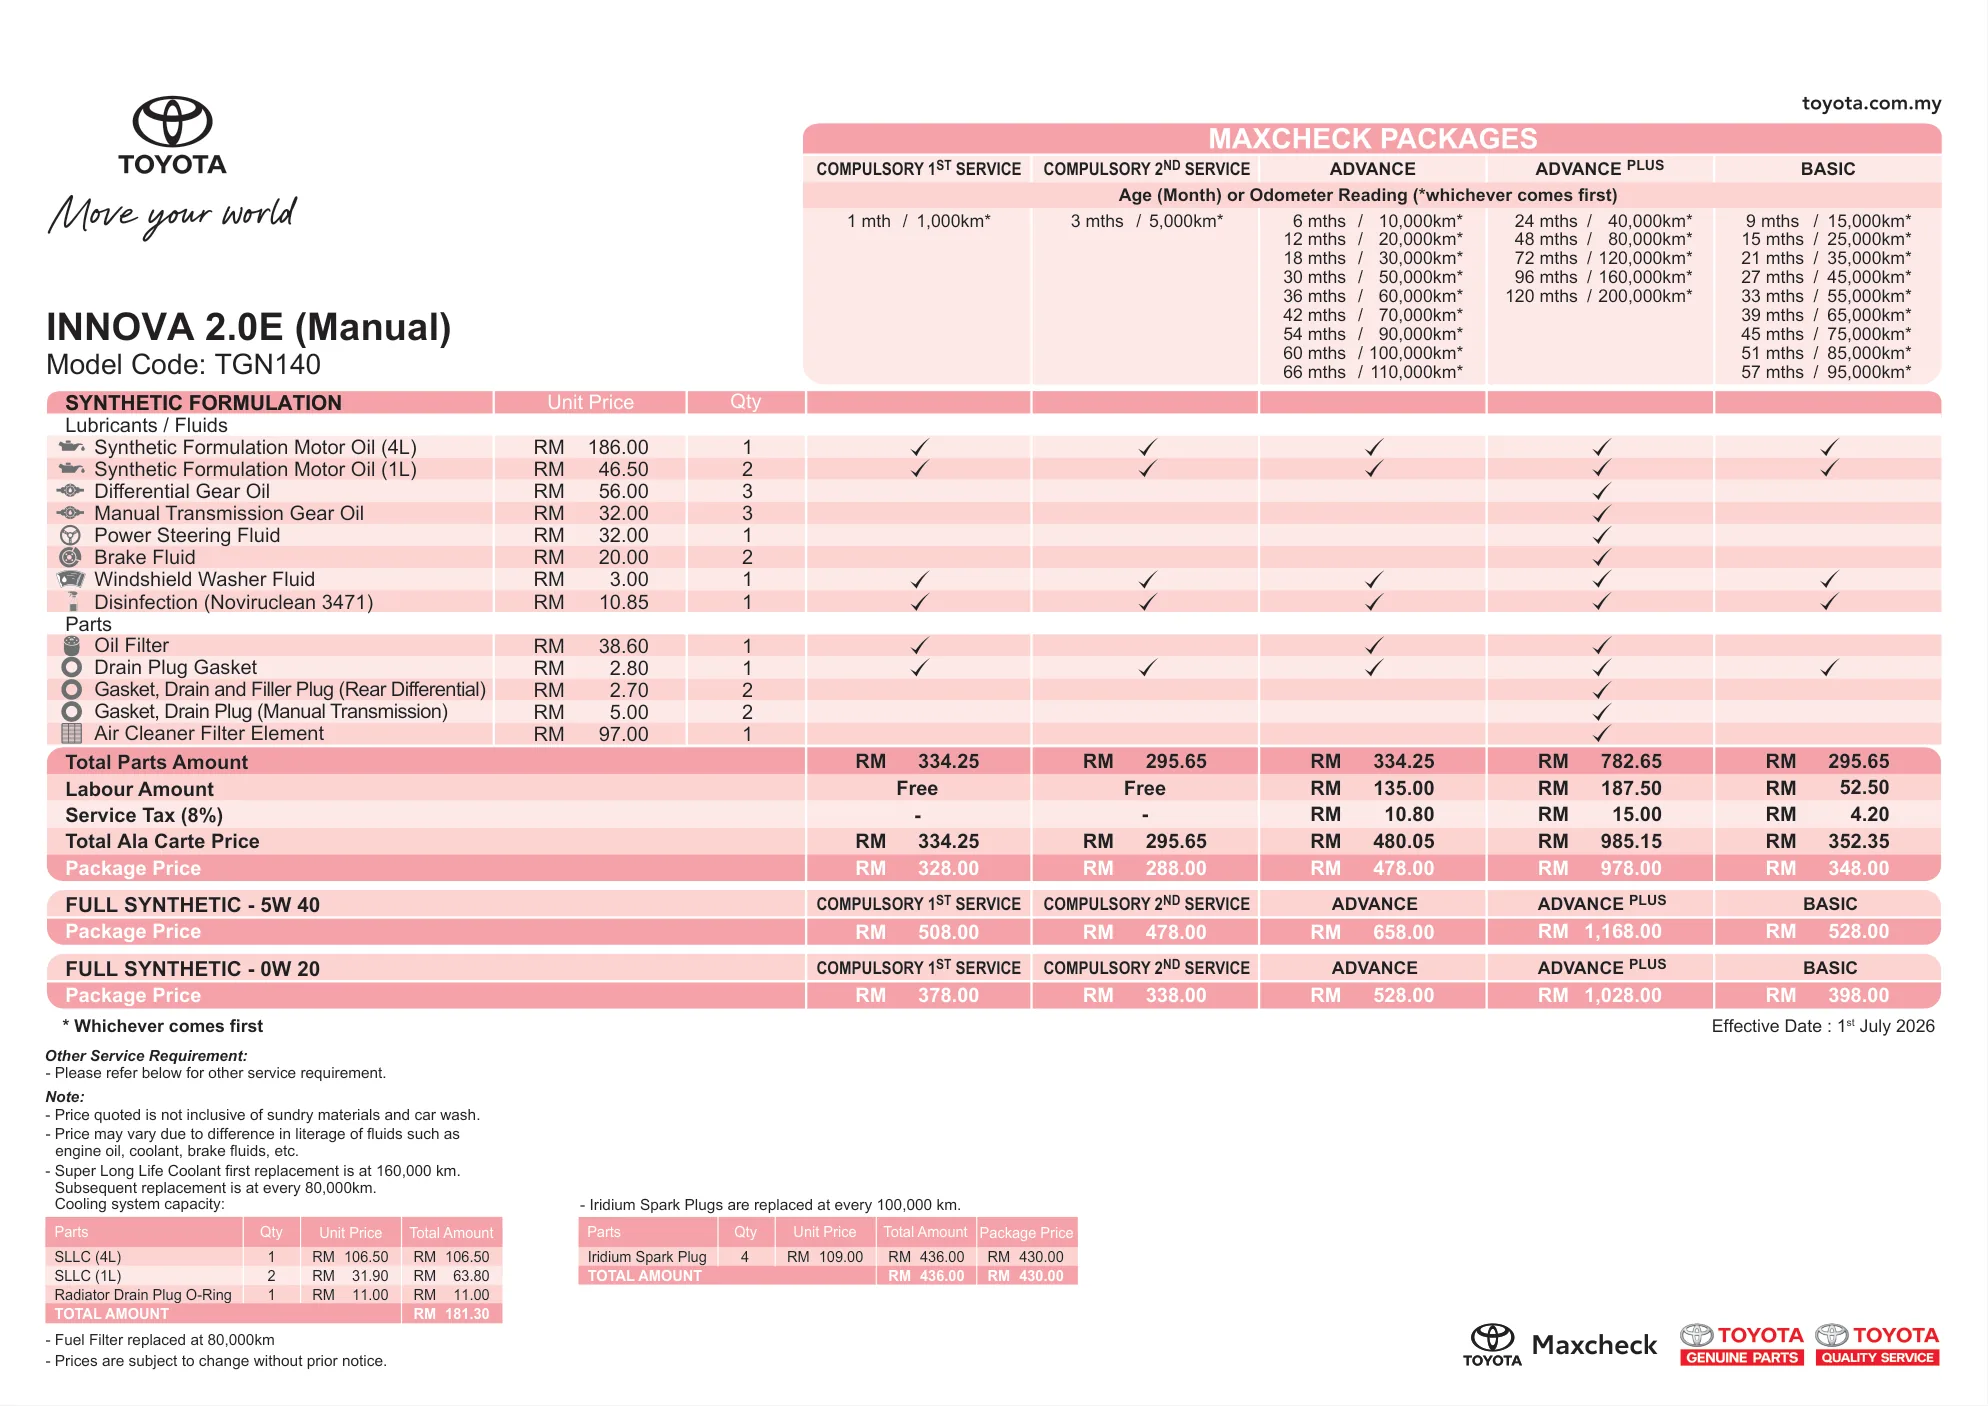 TOYOTA
Move your world
toyota.com.my
INNOVA 2.0E (Manual)
Model Code: TGN140
MAXCHECK PACKAGES
COMPULSORY 1ST SERVICE COMPULSORY 2ND SERVICE ADVANCE ADVANCE PLUS BASIC
Age (Month) or Odometer Reading (*whichever comes first)
1 mth / 1,000km* 3 mths / 5,000km* 6 mths / 10,000km* 24 mths / 40,000km* 9 mths / 15,000km*
12 mths / 20,000km* 48 mths / 80,000km* 15 mths / 25,000km*
18 mths / 30,000km* 72 mths / 120,000km* 21 mths / 35,000km*
30 mths / 50,000km* 96 mths / 160,000km* 27 mths / 45,000km*
36 mths / 60,000km* 120 mths / 200,000km* 33 mths / 55,000km*
42 mths / 70,000km* 39 mths / 65,000km*
54 mths / 90,000km* 45 mths / 75,000km*
60 mths / 100,000km* 51 mths / 85,000km*
66 mths / 110,000km* 57 mths / 95,000km*
SYNTHETIC FORMULATION Unit Price Qty
Lubricants / Fluids
Synthetic Formulation Motor Oil (4L) RM 186.00 1 ✓ ✓ ✓ ✓ ✓
Synthetic Formulation Motor Oil (1L) RM 46.50 2 ✓ ✓ ✓ ✓ ✓
Differential Gear Oil RM 56.00 3 ✓
Manual Transmission Gear Oil RM 32.00 3 ✓
Power Steering Fluid RM 32.00 1 ✓
Brake Fluid RM 20.00 2 ✓
Windshield Washer Fluid RM 3.00 1 ✓ ✓ ✓ ✓ ✓
Disinfection (Noviruclean 3471) RM 10.85 1 ✓ ✓ ✓ ✓ ✓
Parts
Oil Filter RM 38.60 1 ✓ ✓ ✓
Drain Plug Gasket RM 2.80 1 ✓ ✓ ✓ ✓ ✓
Gasket, Drain and Filler Plug (Rear Differential) RM 2.70 2 ✓
Gasket, Drain Plug (Manual Transmission) RM 5.00 2 ✓
Air Cleaner Filter Element RM 97.00 1 ✓
Total Parts Amount RM 334.25 RM 295.65 RM 334.25 RM 782.65 RM 295.65
Labour Amount Free Free RM 135.00 RM 187.50 RM 52.50
Service Tax (8%) - - RM 10.80 RM 15.00 RM 4.20
Total Ala Carte Price RM 334.25 RM 295.65 RM 480.05 RM 985.15 RM 352.35
Package Price RM 328.00 RM 288.00 RM 478.00 RM 978.00 RM 348.00
FULL SYNTHETIC - 5W 40 COMPULSORY 1ST SERVICE COMPULSORY 2ND SERVICE ADVANCE ADVANCE PLUS BASIC
Package Price RM 508.00 RM 478.00 RM 658.00 RM 1,168.00 RM 528.00
FULL SYNTHETIC - 0W 20 COMPULSORY 1ST SERVICE COMPULSORY 2ND SERVICE ADVANCE ADVANCE PLUS BASIC
Package Price RM 378.00 RM 338.00 RM 528.00 RM 1,028.00 RM 398.00
* Whichever comes first
Effective Date : 1st July 2026
Other Service Requirement:
- Please refer below for other service requirement.
Note:
- Price quoted is not inclusive of sundry materials and car wash.
- Price may vary due to difference in literage of fluids such as
engine oil, coolant, brake fluids, etc.
- Super Long Life Coolant first replacement is at 160,000 km.
Subsequent replacement is at every 80,000km.
Cooling system capacity:
Parts Qty Unit Price Total Amount
SLLC (4L) 1 RM 106.50 RM 106.50
SLLC (1L) 2 RM 31.90 RM 63.80
Radiator Drain Plug O-Ring 1 RM 11.00 RM 11.00
TOTAL AMOUNT RM 181.30
- Fuel Filter replaced at 80,000km
- Prices are subject to change without prior notice.
- Iridium Spark Plugs are replaced at every 100,000 km.
Parts Qty Unit Price Total Amount Package Price
Iridium Spark Plug 4 RM 109.00 RM 436.00 RM 430.00
TOTAL AMOUNT RM 436.00 RM 430.00
TOYOTA Maxcheck
TOYOTA
GENUINE PARTS
TOYOTA
QUALITY SERVICE